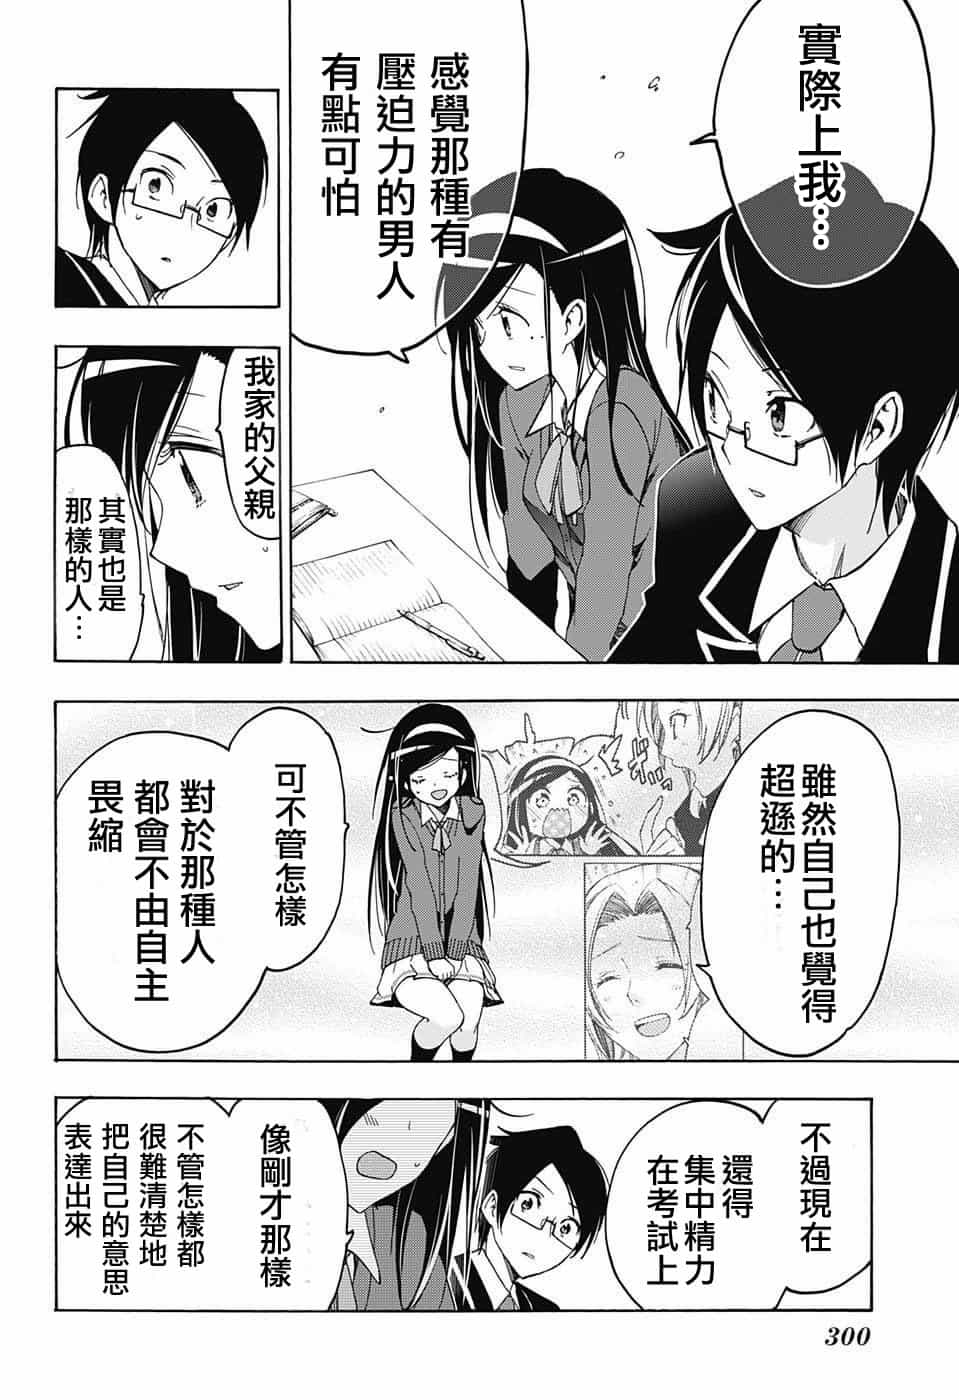 實際上我…
感覺那種有
壓迫力的男人
有點可怕
我家的父親
其實也是
那樣的人…
雖然自己也覺得
超遜的…
可不管怎樣
對於那種人
都會不由自主
畏縮
不過現在
還得
集中精力
在考試上
像剛才那樣
不管怎樣都
很難清楚地
把自己的意思
表達出來
300